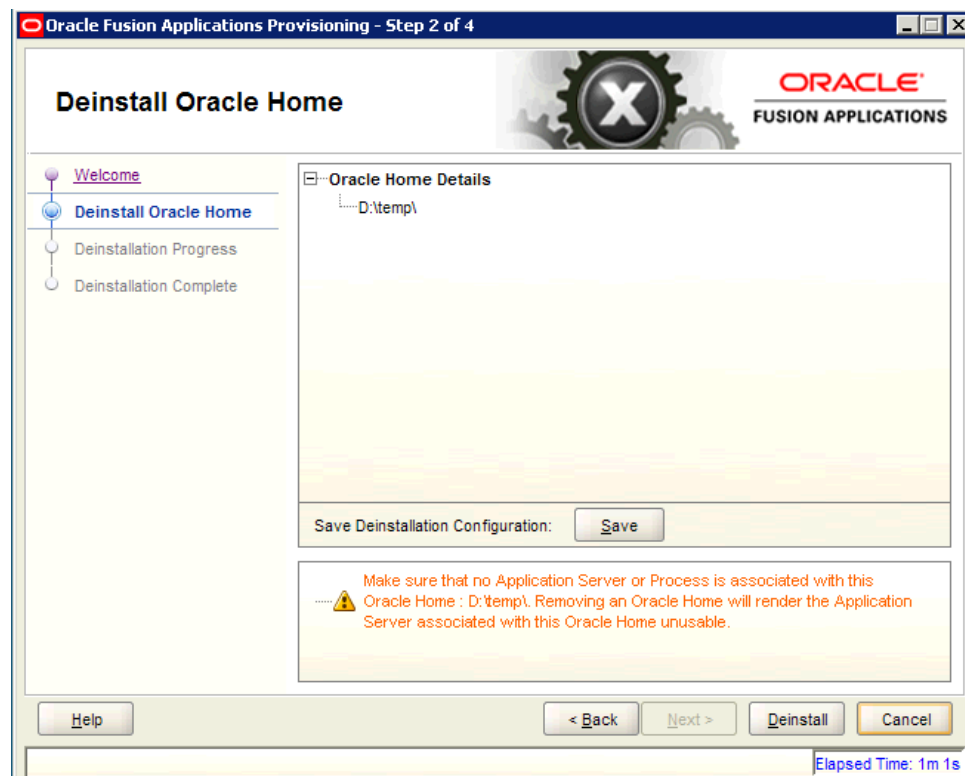 Oracle Fusion Applications Provisioning - Step 2 of 4
Deinstall Oracle Home
X
ORACLE
FUSION APPLICATIONS
Welcome
Deinstall Oracle Home
Deinstallation Progress
Deinstallation Complete
Oracle Home Details
D:\temp\
Save Deinstallation Configuration:
Save
Make sure that no Application Server or Process is associated with this
Oracle Home : D:\temp\. Removing an Oracle Home will render the Application
Server associated with this Oracle Home unusable.
Help
< Back
Next >
Deinstall
Cancel
Elapsed Time: 1m 1s